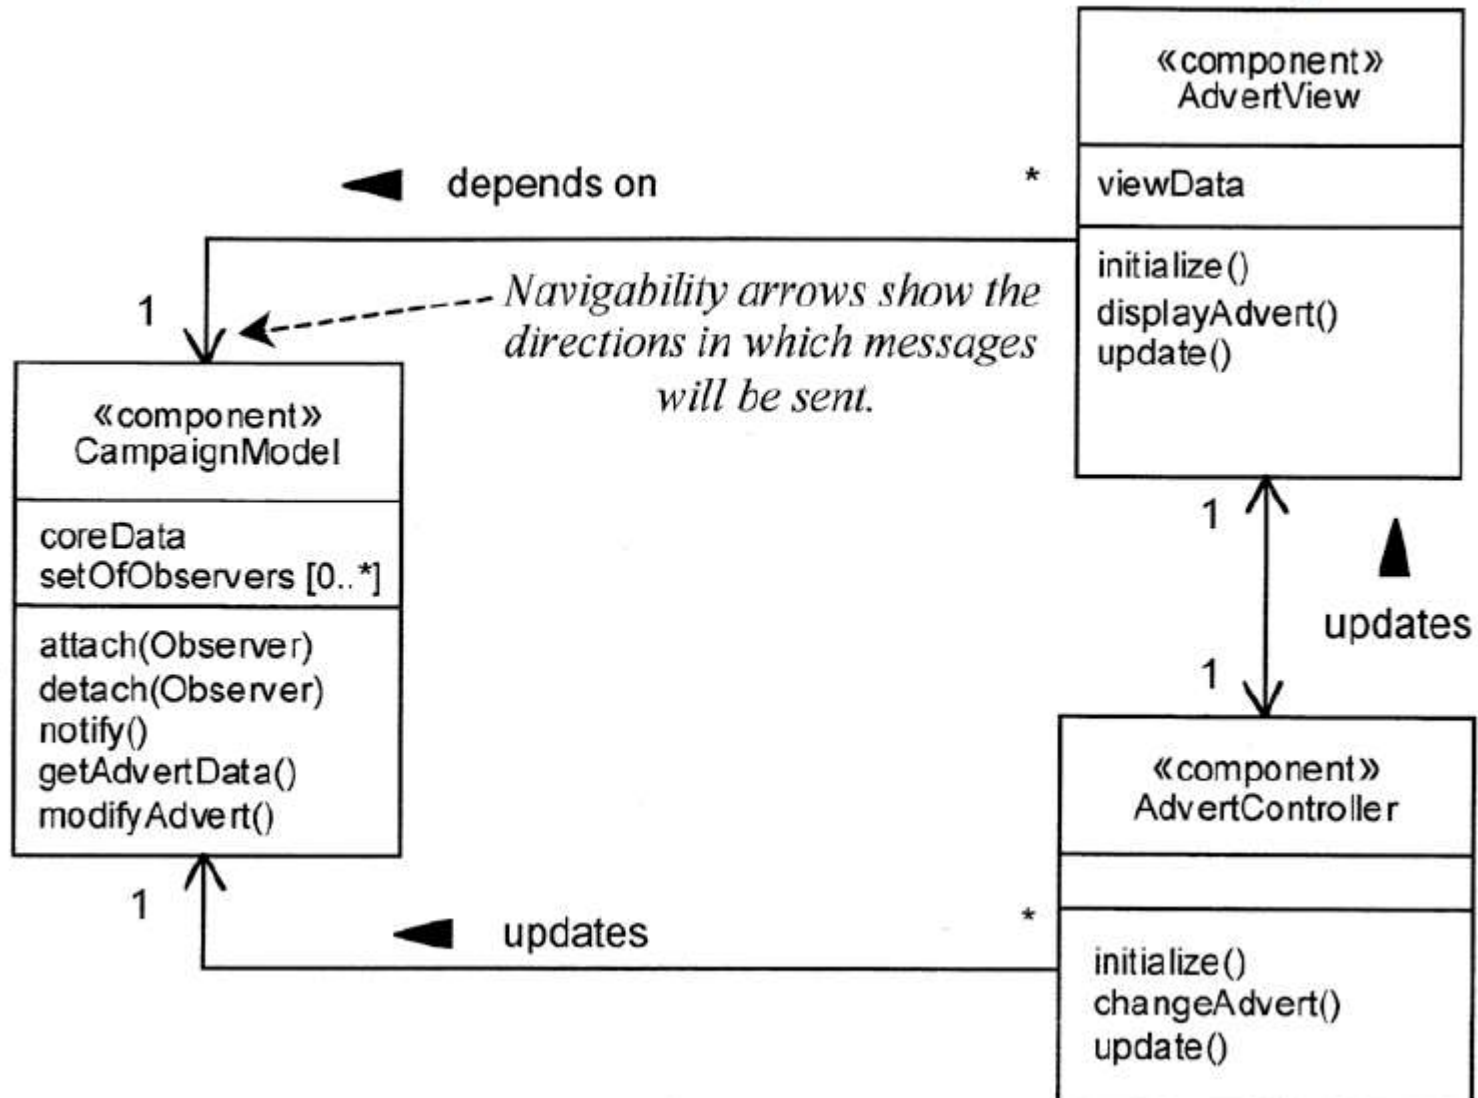 «component»
AdvertView
viewData
initialize()
displayAdvert()
update()
depends on
*
1
Navigability arrows show the
directions in which messages
will be sent.
«component»
CampaignModel
coreData
setOfObservers [0..*]
attach(Observer)
detach(Observer)
notify()
getAdvertData()
modifyAdvert()
1
updates
1
«component»
AdvertController
initialize()
changeAdvert()
update()
1
updates
*